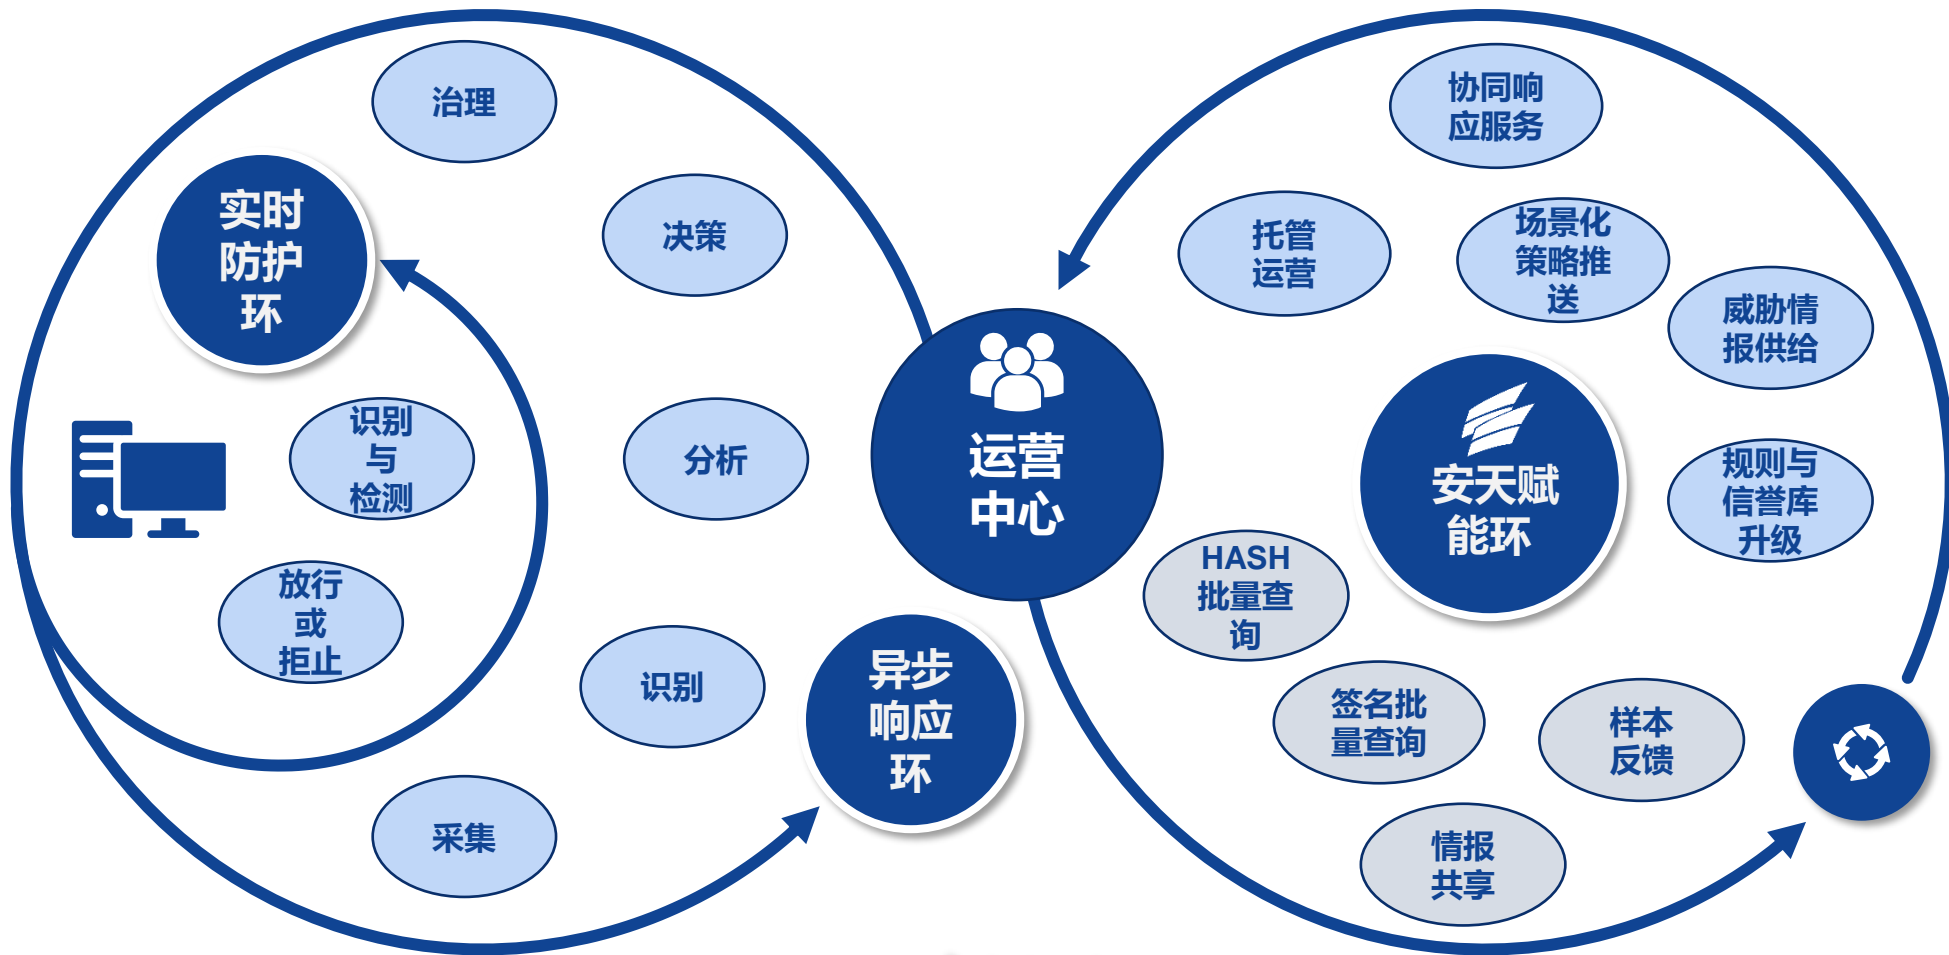 治理
实时
防护
环
决策
识别
与
检测
分析
放行
或
拒止
识别
采集
异步
响应
环
运营
中心
协同响
应服务
托管
运营
场景化
策略推
送
威胁情
报供给
安天赋
能环
规则与
信誉库
升级
HASH
批量查
询
签名批
量查询
样本
反馈
情报
共享